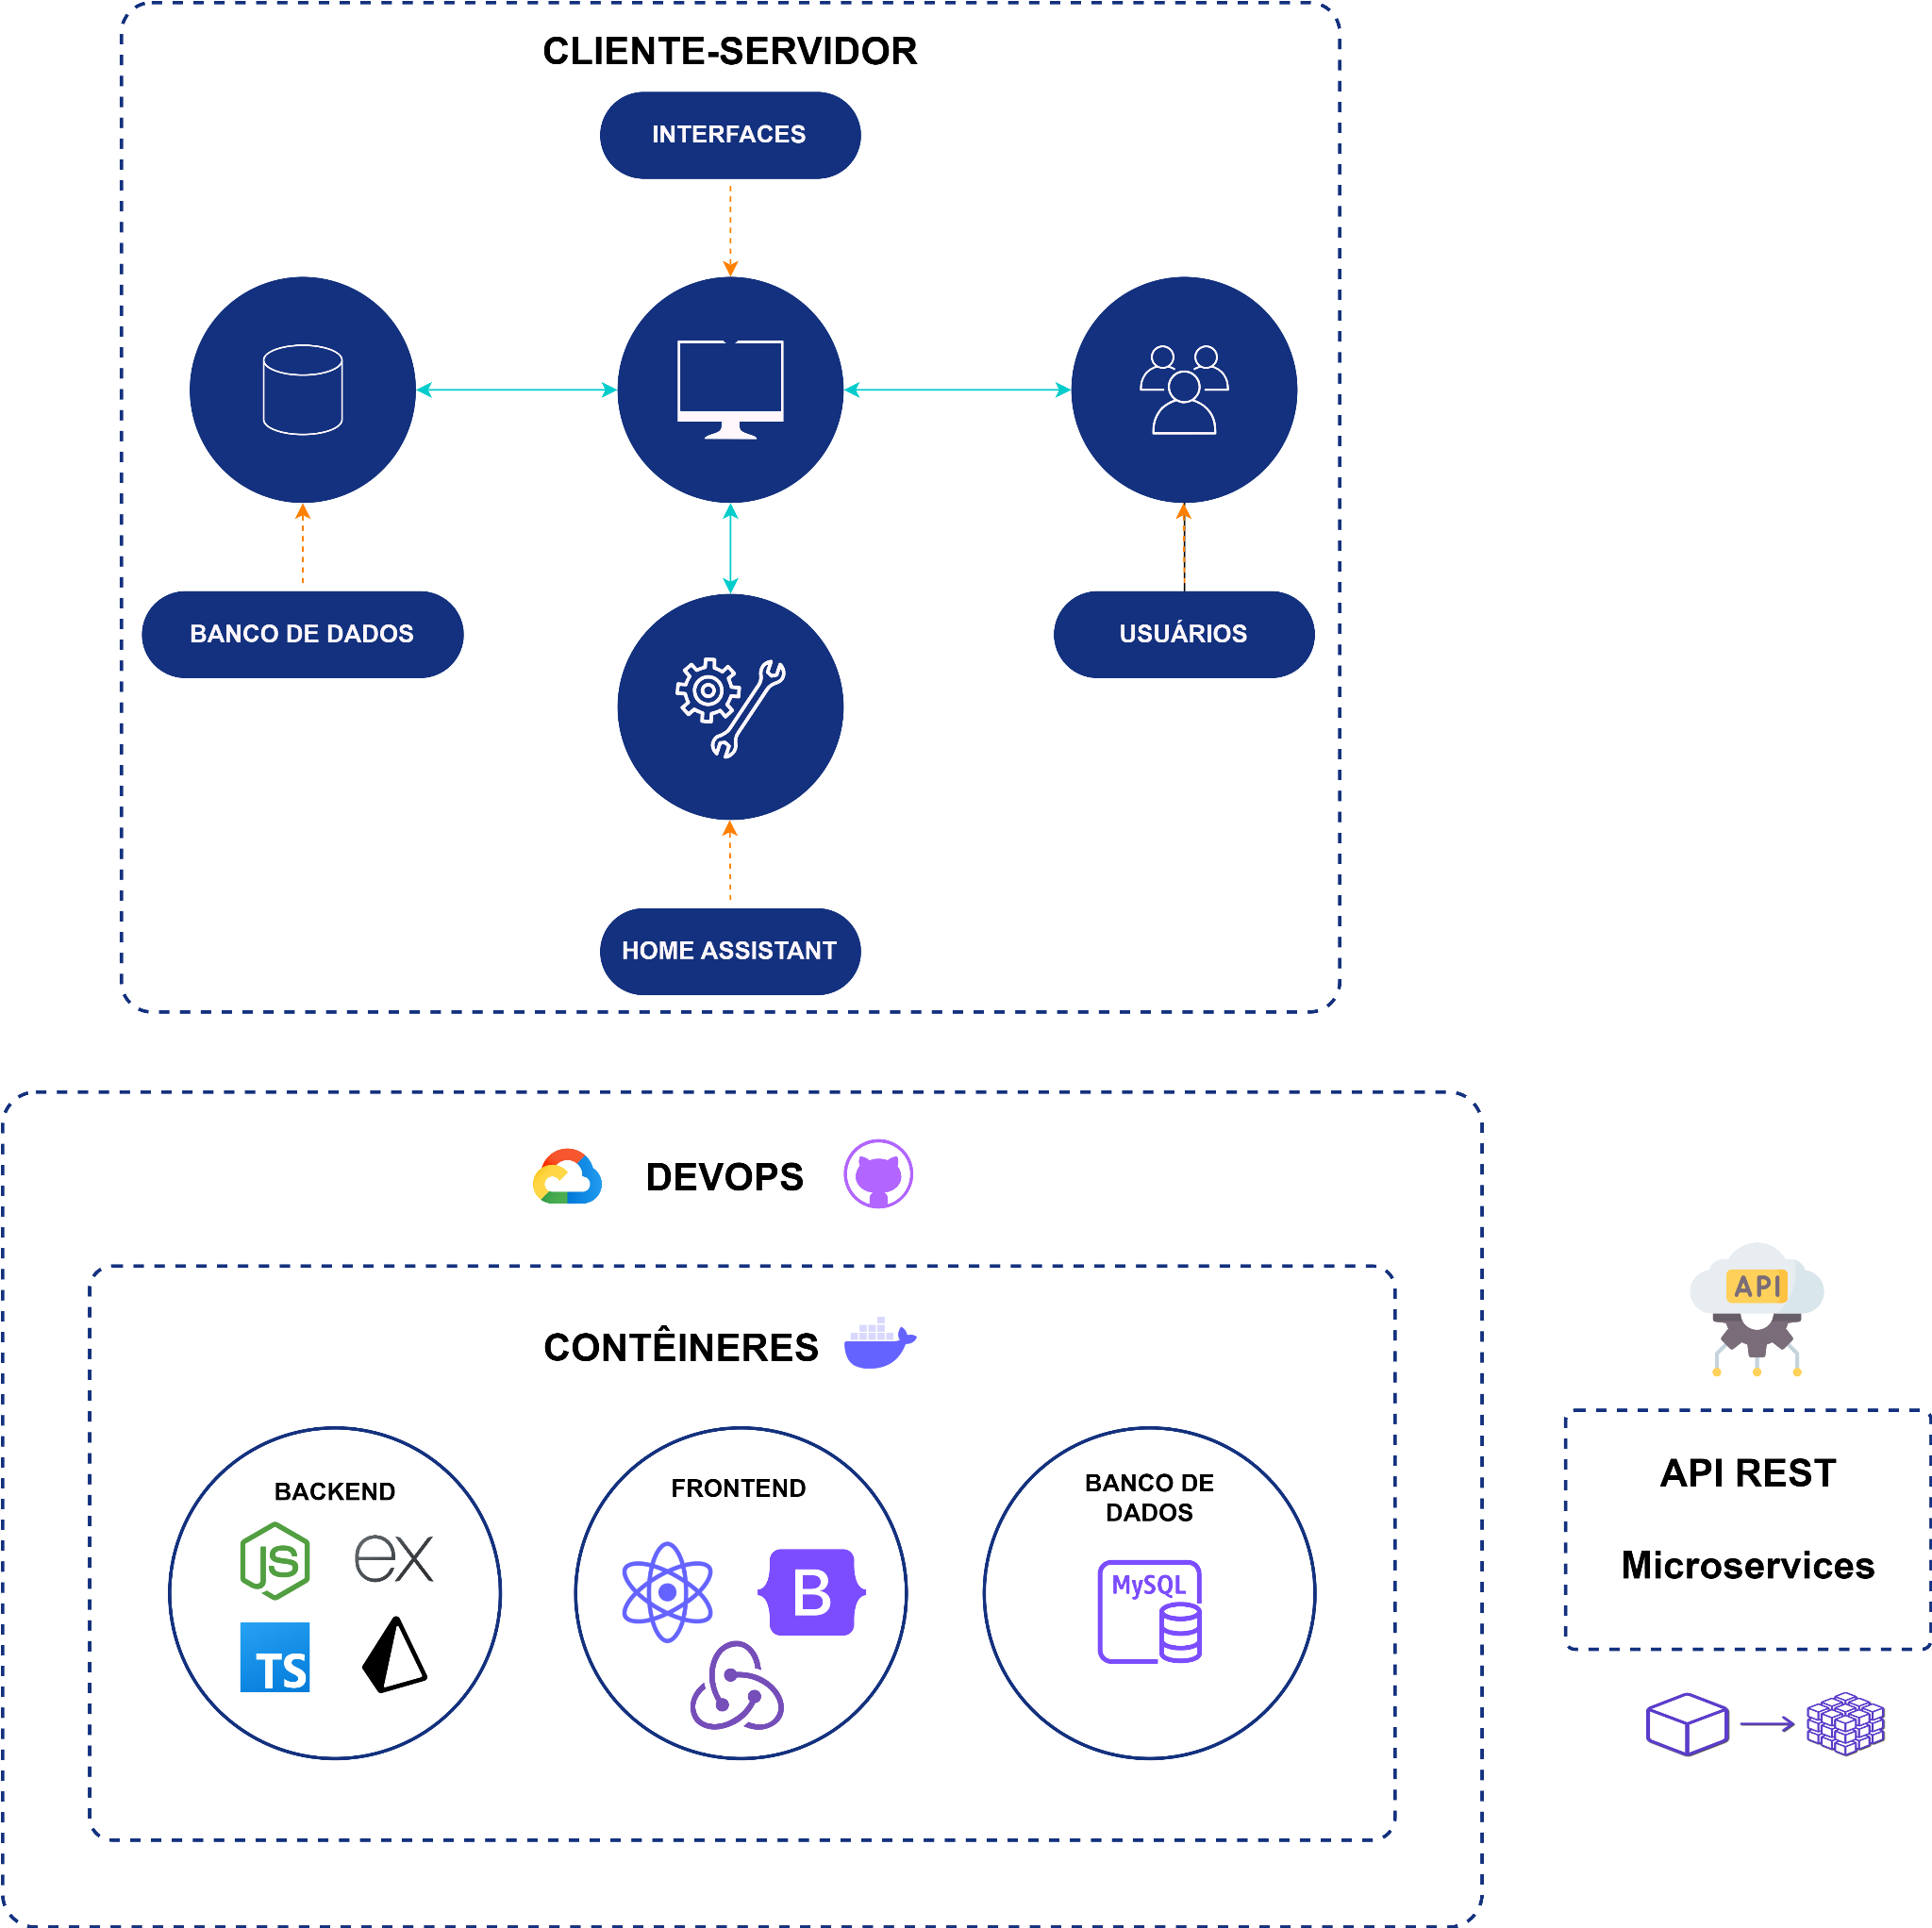 CLIENTE-SERVIDOR
INTERFACES
BANCO DE DADOS
USUÁRIOS
HOME ASSISTANT
DEVOPS
CONTÊINERES
BACKEND
JS
ex
TS
FRONTEND
B
BANCO DE
DADOS
MySQL
API
API REST
Microservices